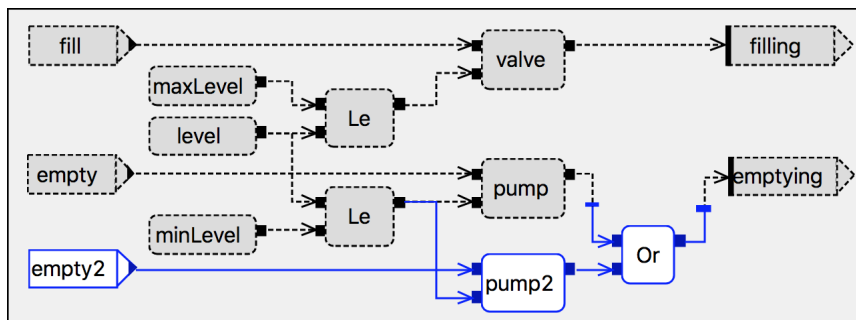 fill
valve
filling
maxLevel
Le
level
empty
pump
emptying
Le
minLevel
empty2
pump2
Or